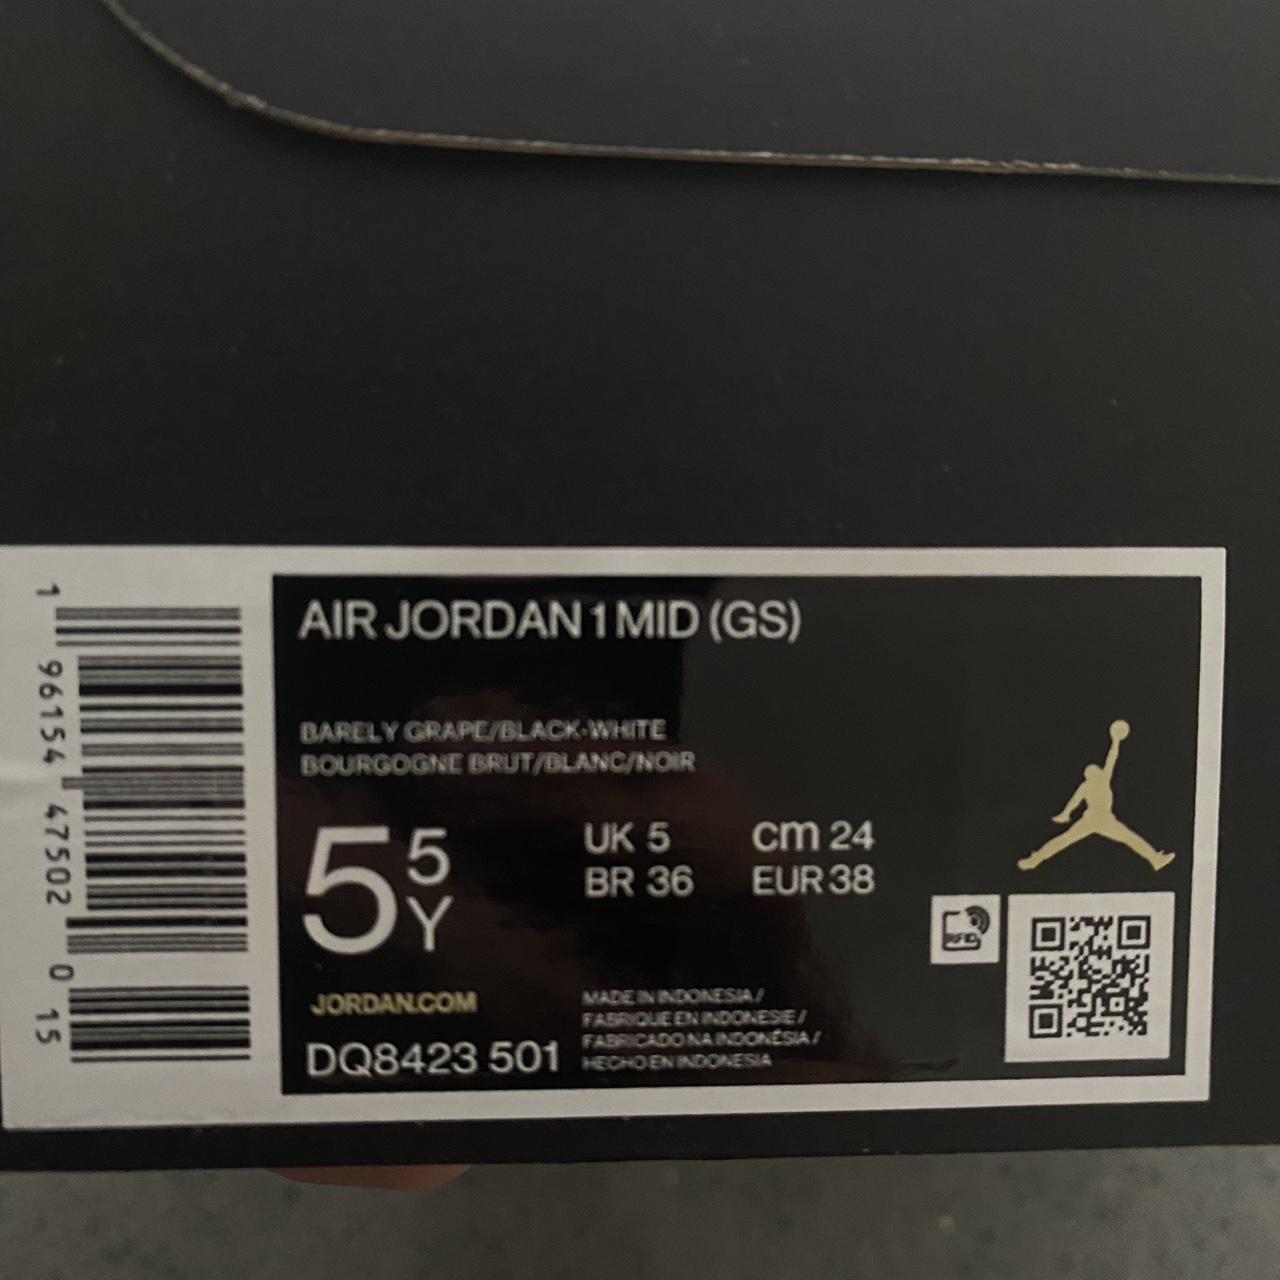 AIR JORDAN 1 MID (GS)
BARELY GRAPE/BLACK-WHITE
BOURGOGNE BRUT/BLANC/NOIR
5 5 Y
UK 5 cm 24
BR 36 EUR 38
JORDAN.COM
DQ8423 501
MADE IN INDONESIA /
FABRIQUE EN INDONESIE /
FABRICADO NA INDONÉSIA /
HECHO EN INDONESIA
RFID
1 96154 47502 0 15